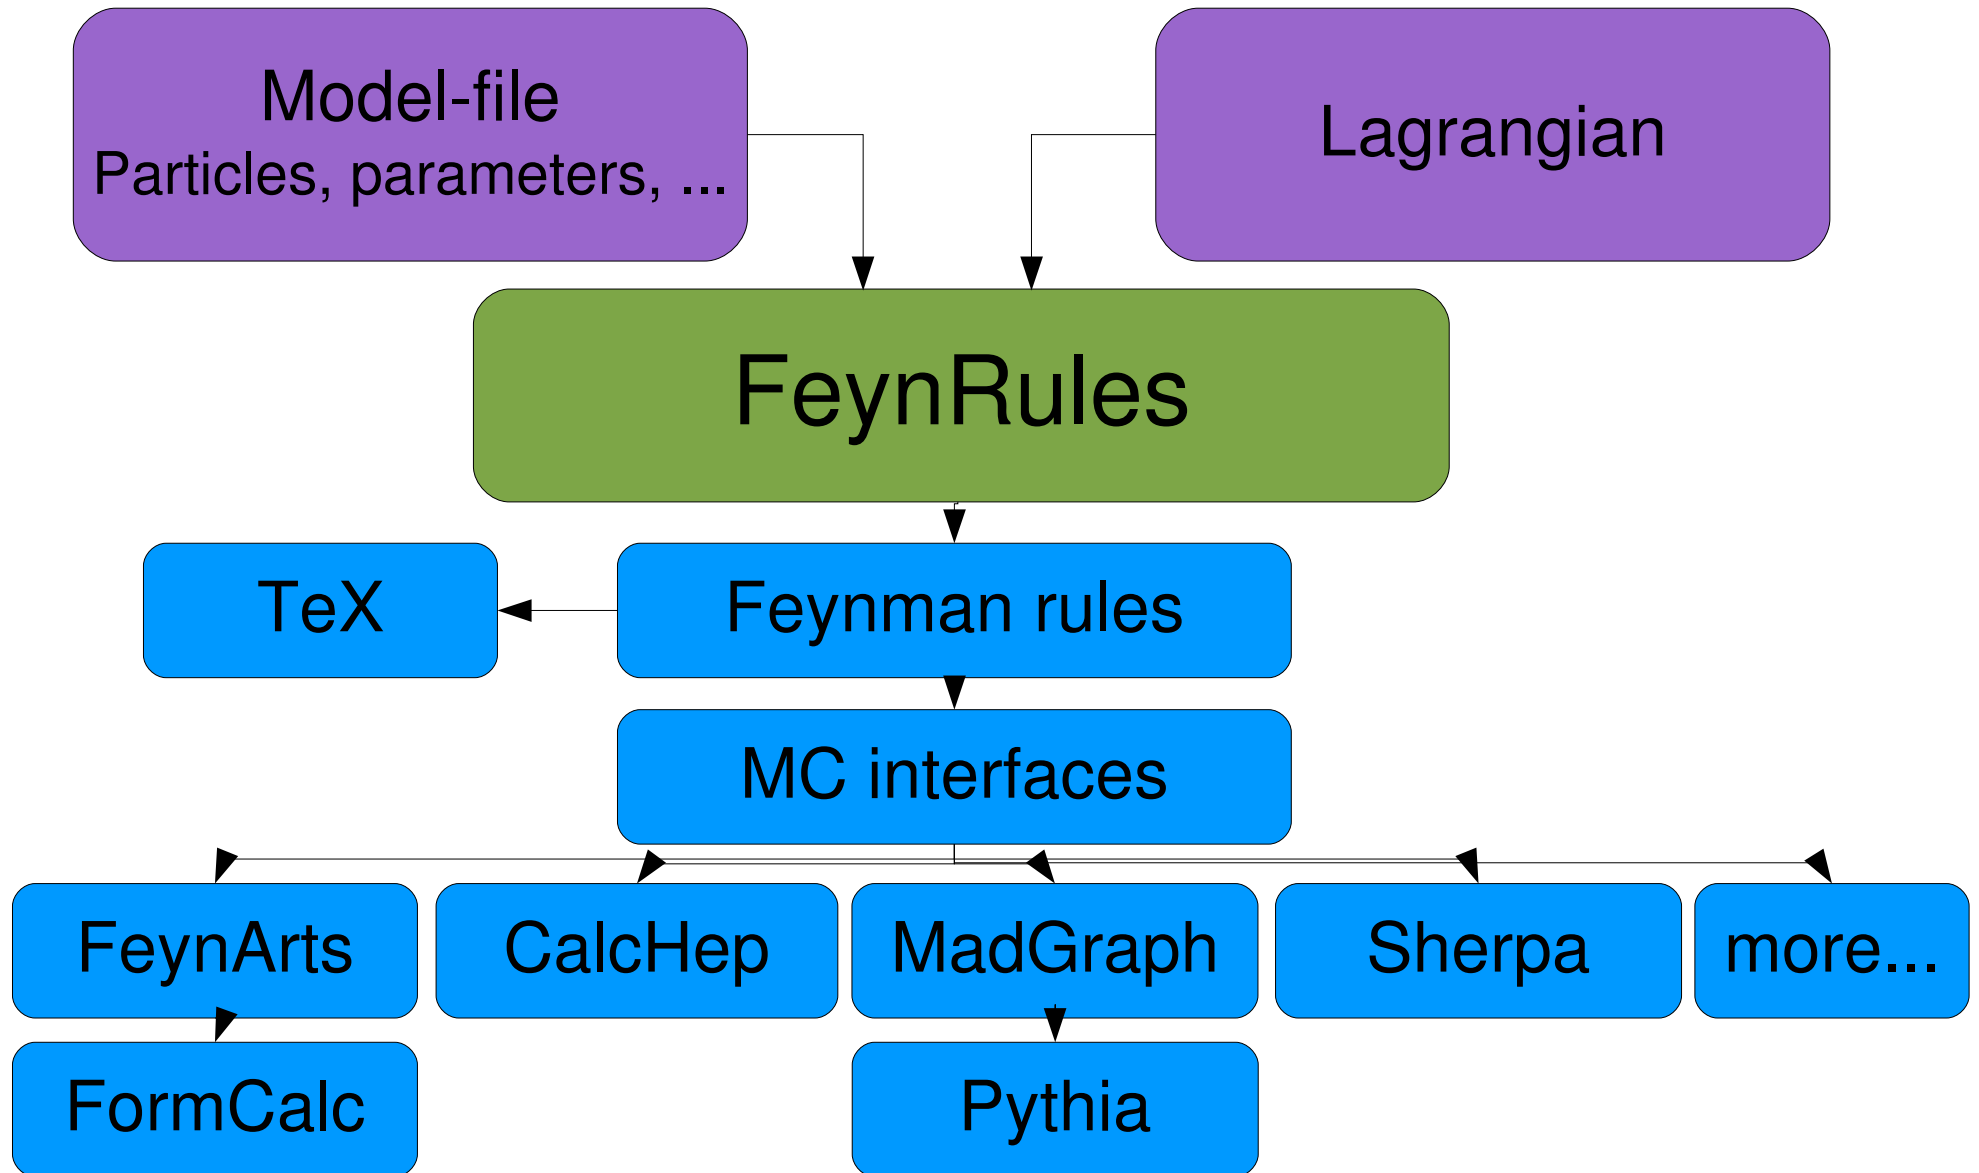 Model-file
Particles, parameters, ...
Lagrangian
FeynRules
TeX
Feynman rules
MC interfaces
FeynArts
CalcHep
MadGraph
Sherpa
more...
FormCalc
Pythia